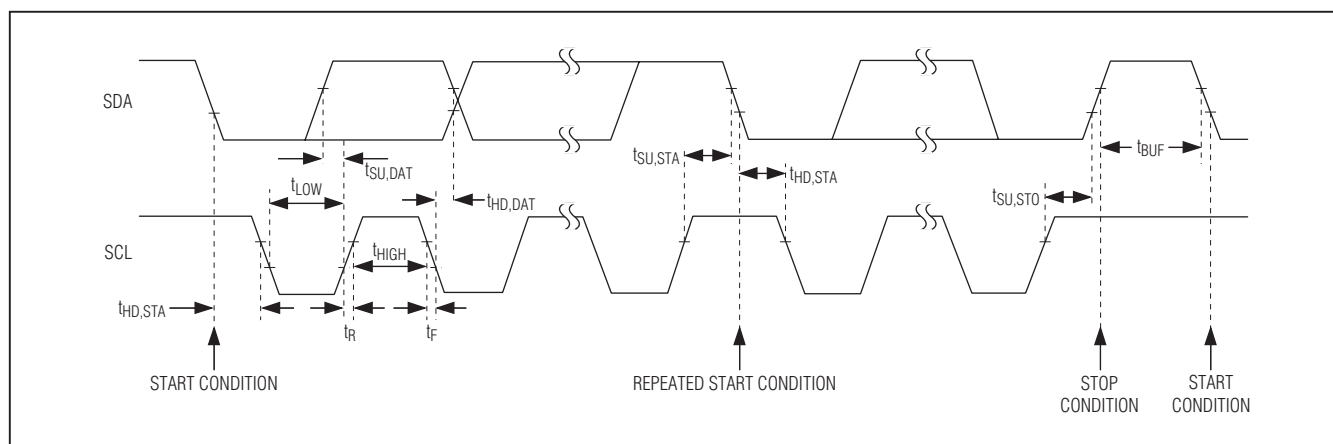 SDA
tSU,DAT
tLOW
tHD,DAT
tSU,STA
tHD,STA
tBUF
tSU,STO
SCL
tHIGH
tHD,STA
tR
tF
START CONDITION
REPEATED START CONDITION
STOP
CONDITION
START
CONDITION